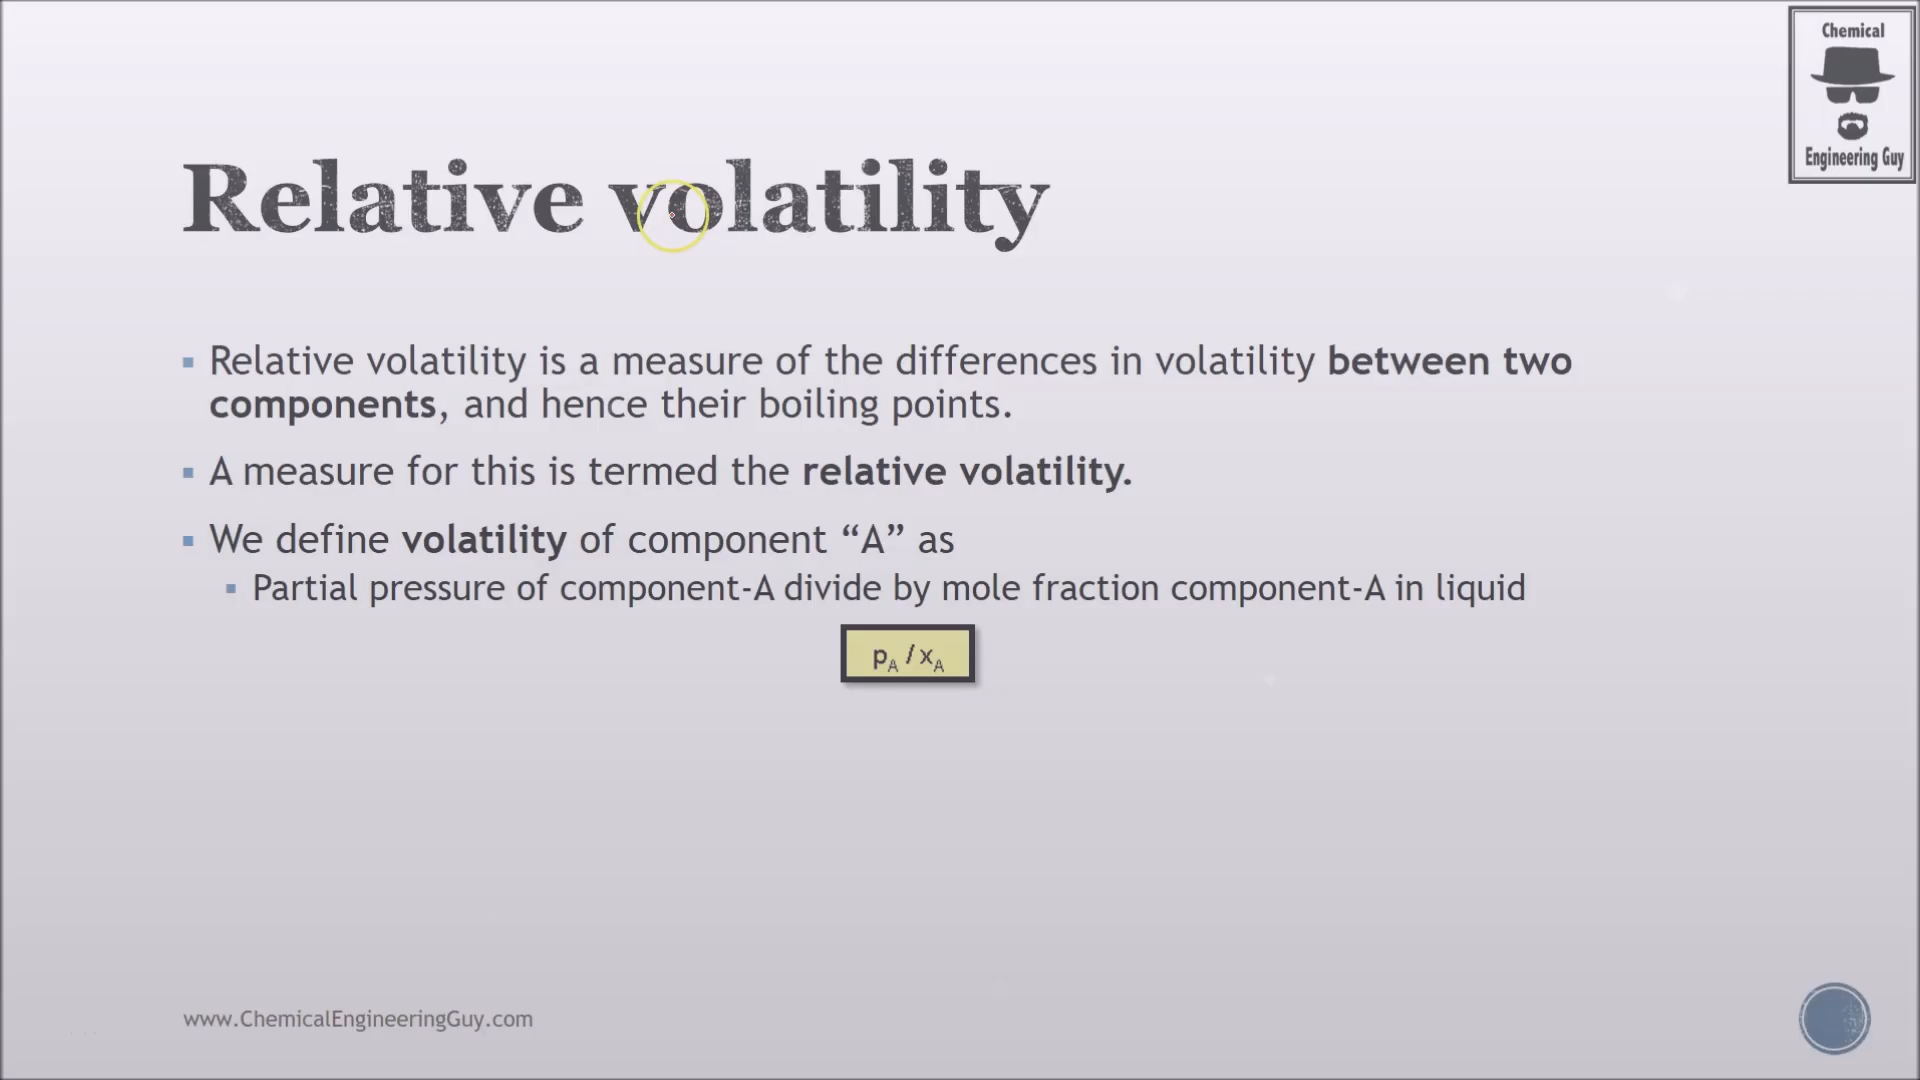 Chemical
Engineering Guy
Relative volatility
Relative volatility is a measure of the differences in volatility between two
components, and hence their boiling points.
A measure for this is termed the relative volatility.
We define volatility of component “A” as
Partial pressure of component-A divide by mole fraction component-A in liquid
pA / xA
www.ChemicalEngineeringGuy.com